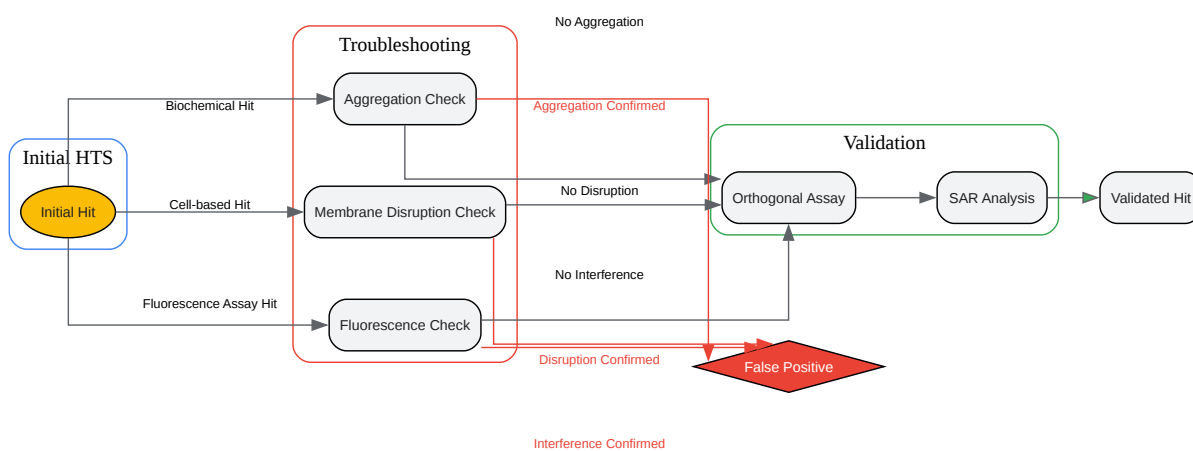 No Aggregation
Troubleshooting
Aggregation Check
Biochemical Hit
Aggregation Confirmed
Initial HTS
Validation
Initial Hit
Cell-based Hit
Membrane Disruption Check
No Disruption
Orthogonal Assay
SAR Analysis
Validated Hit
No Interference
Fluorescence Assay Hit
Fluorescence Check
Disruption Confirmed
False Positive
Interference Confirmed